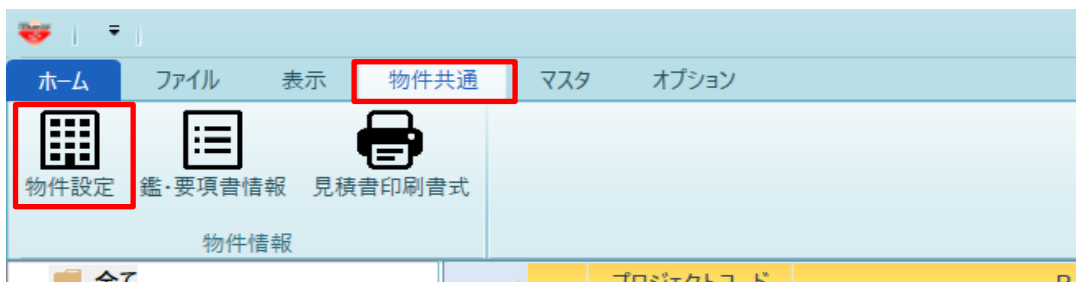 ホーム ファイル 表示 物件共通 マスタ オプション
物件設定 鑑・要項書情報 見積書印刷書式
物件情報
全て プロジェクトコード